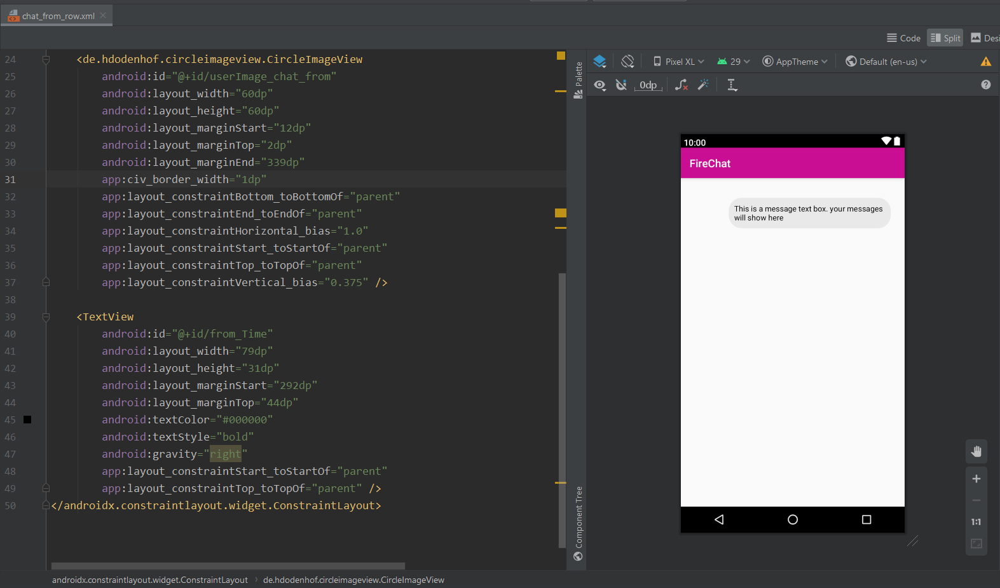 chat_from_row.xml
Code
Split
Desi
24 <de.hdodenhof.circleimageview.CircleImageView
25 android:id="@+id/userImage_chat_from"
26 android:layout_width="60dp"
27 android:layout_height="60dp"
28 android:layout_marginStart="12dp"
29 android:layout_marginTop="2dp"
30 android:layout_marginEnd="339dp"
31 app:civ_border_width="1dp"
32 app:layout_constraintBottom_toBottomOf="parent"
33 app:layout_constraintEnd_toEndOf="parent"
34 app:layout_constraintHorizontal_bias="1.0"
35 app:layout_constraintStart_toStartOf="parent"
36 app:layout_constraintTop_toTopOf="parent"
37 app:layout_constraintVertical_bias="0.375" />
38
39 <TextView
40 android:id="@+id/from_Time"
41 android:layout_width="79dp"
42 android:layout_height="31dp"
43 android:layout_marginStart="292dp"
44 android:layout_marginTop="44dp"
45 android:textColor="#000000"
46 android:textStyle="bold"
47 android:gravity="right"
48 app:layout_constraintStart_toStartOf="parent"
49 app:layout_constraintTop_toTopOf="parent" />
50 </androidx.constraintlayout.widget.ConstraintLayout>
Palette
Component Tree
Pixel XL
29
AppTheme
Default (en-us)
0dp
10:00
FireChat
This is a message text box. your messages
will show here
1:1
androidx.constraintlayout.widget.ConstraintLayout
de.hdodenhof.circleimageview.CircleImageView